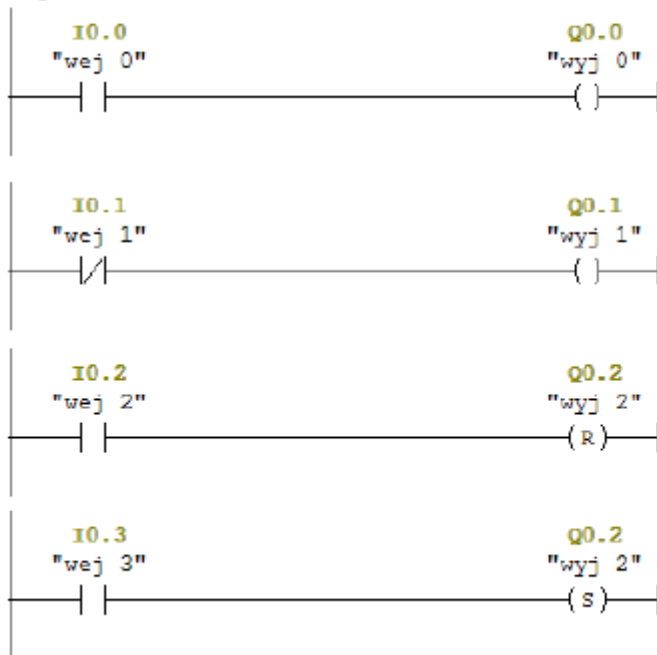 I0.0 Q0.0
"wej 0" "wyj 0"
I0.1 Q0.1
"wej 1" "wyj 1"
I0.2 Q0.2
"wej 2" "wyj 2"
R
I0.3 Q0.2
"wej 3" "wyj 2"
S